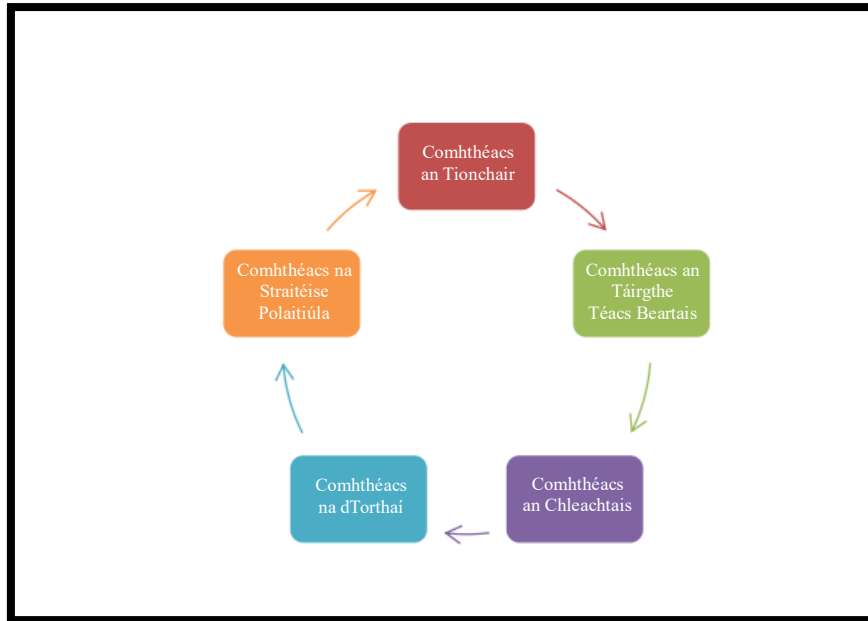 Comhthéacs
an Tionchair
Comhthéacs an
Táirgthe
Téacs Beartais
Comhthéacs
an Chleachtais
Comhthéacs
na dTorthaí
Comhthéacs na
Straitéise
Polaitiúla